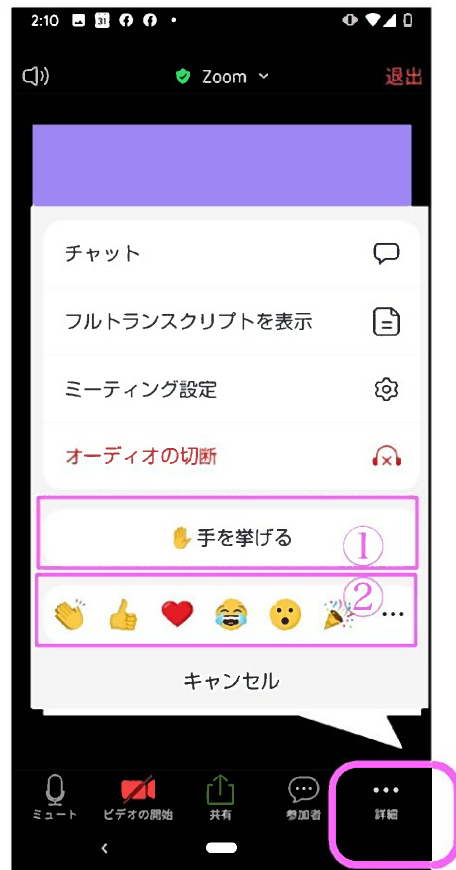 2:10
31
Zoom
退出
チャット
フルトランスクリプトを表示
ミーティング設定
オーディオの切断
手を挙げる
①
②
キャンセル
ミュート
ビデオの開始
共有
参加者
詳細